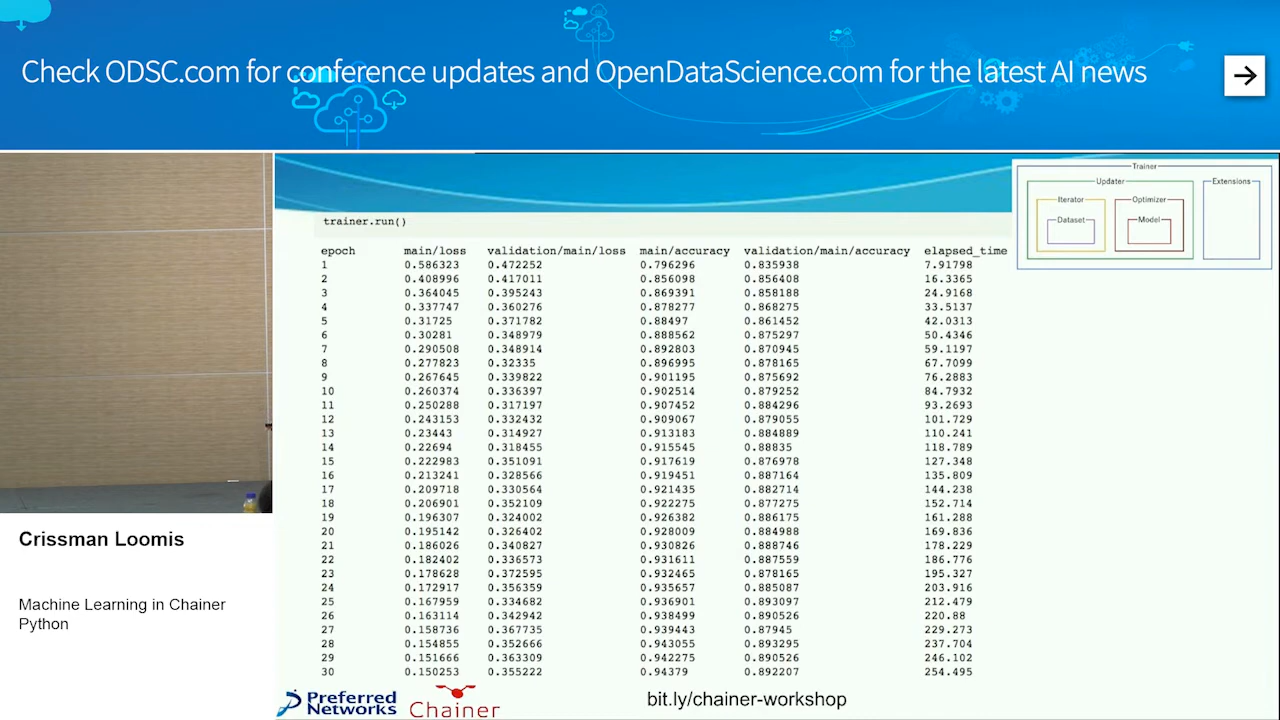 Check ODSC.com for conference updates and OpenDataScience.com for the latest AI news
Trainer
Updater
Extensions
Iterator
Optimizer
Dataset
Model
trainer.run()
epoch main/loss validation/main/loss main/accuracy validation/main/accuracy elapsed_time
1 0.586323 0.472252 0.796296 0.835938 7.91798
2 0.408996 0.417011 0.856098 0.856408 16.3365
3 0.364045 0.395243 0.869391 0.858188 24.9168
4 0.337747 0.360276 0.878277 0.868275 33.5137
5 0.31725 0.371782 0.88497 0.861452 42.0313
6 0.30281 0.348979 0.888562 0.875297 50.4346
7 0.290508 0.348914 0.892803 0.870945 59.1197
8 0.277823 0.32335 0.896995 0.878165 67.7099
9 0.267645 0.339822 0.901195 0.875692 76.2883
10 0.260374 0.336397 0.902514 0.879252 84.7932
11 0.250288 0.317197 0.907452 0.884296 93.2693
12 0.243153 0.332432 0.909067 0.879055 101.729
13 0.23443 0.314927 0.913183 0.884889 110.241
14 0.22694 0.318455 0.915545 0.88835 118.789
15 0.222983 0.351091 0.917619 0.876978 127.348
16 0.213241 0.328566 0.919451 0.887164 135.809
17 0.209718 0.330564 0.921435 0.882714 144.238
18 0.206901 0.352109 0.922275 0.877275 152.714
19 0.196307 0.324002 0.926382 0.886175 161.288
20 0.195142 0.326402 0.928009 0.884988 169.836
21 0.186026 0.340827 0.930826 0.888746 178.229
22 0.182402 0.336573 0.931611 0.887559 186.776
23 0.178628 0.372595 0.932465 0.878165 195.327
24 0.172917 0.356359 0.935657 0.885087 203.916
25 0.167959 0.334682 0.936901 0.893097 212.479
26 0.163114 0.342942 0.938499 0.890526 220.88
27 0.158736 0.367735 0.939443 0.87945 229.273
28 0.154855 0.352666 0.943055 0.893295 237.704
29 0.151666 0.363309 0.942275 0.890526 246.102
30 0.150253 0.355222 0.94379 0.892207 254.495
Crissman Loomis
Machine Learning in Chainer
Python
Preferred
Networks
Chainer
bit.ly/chainer-workshop